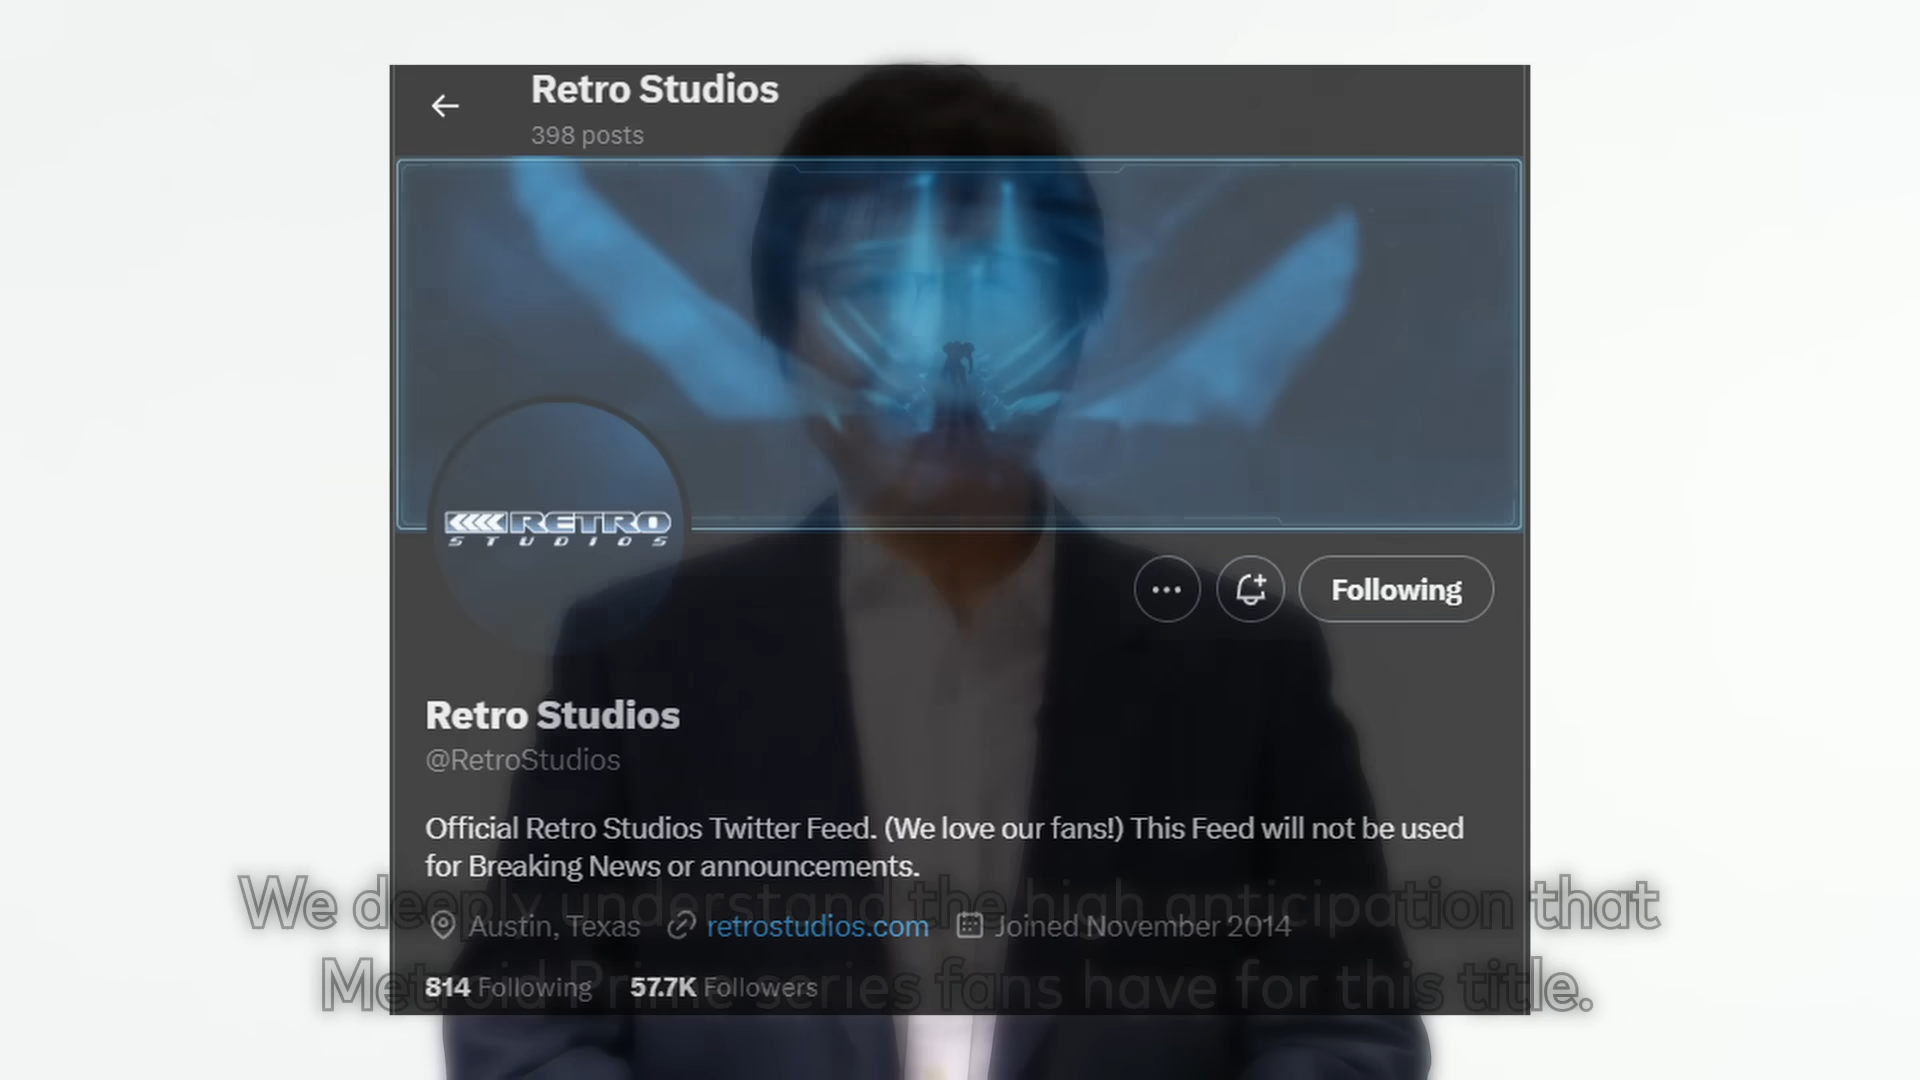 Retro Studios
398 posts
RETRO
STUDIOS
Following
Retro Studios
@RetroStudios
Official Retro Studios Twitter Feed. (We love our fans!) This Feed will not be used
for Breaking News or announcements.
We deeply understand the high anticipation that
Austin, Texas retrostudios.com Joined November 2014
Metroid Prime series fans have for this title.
814 Following 57.7K Followers